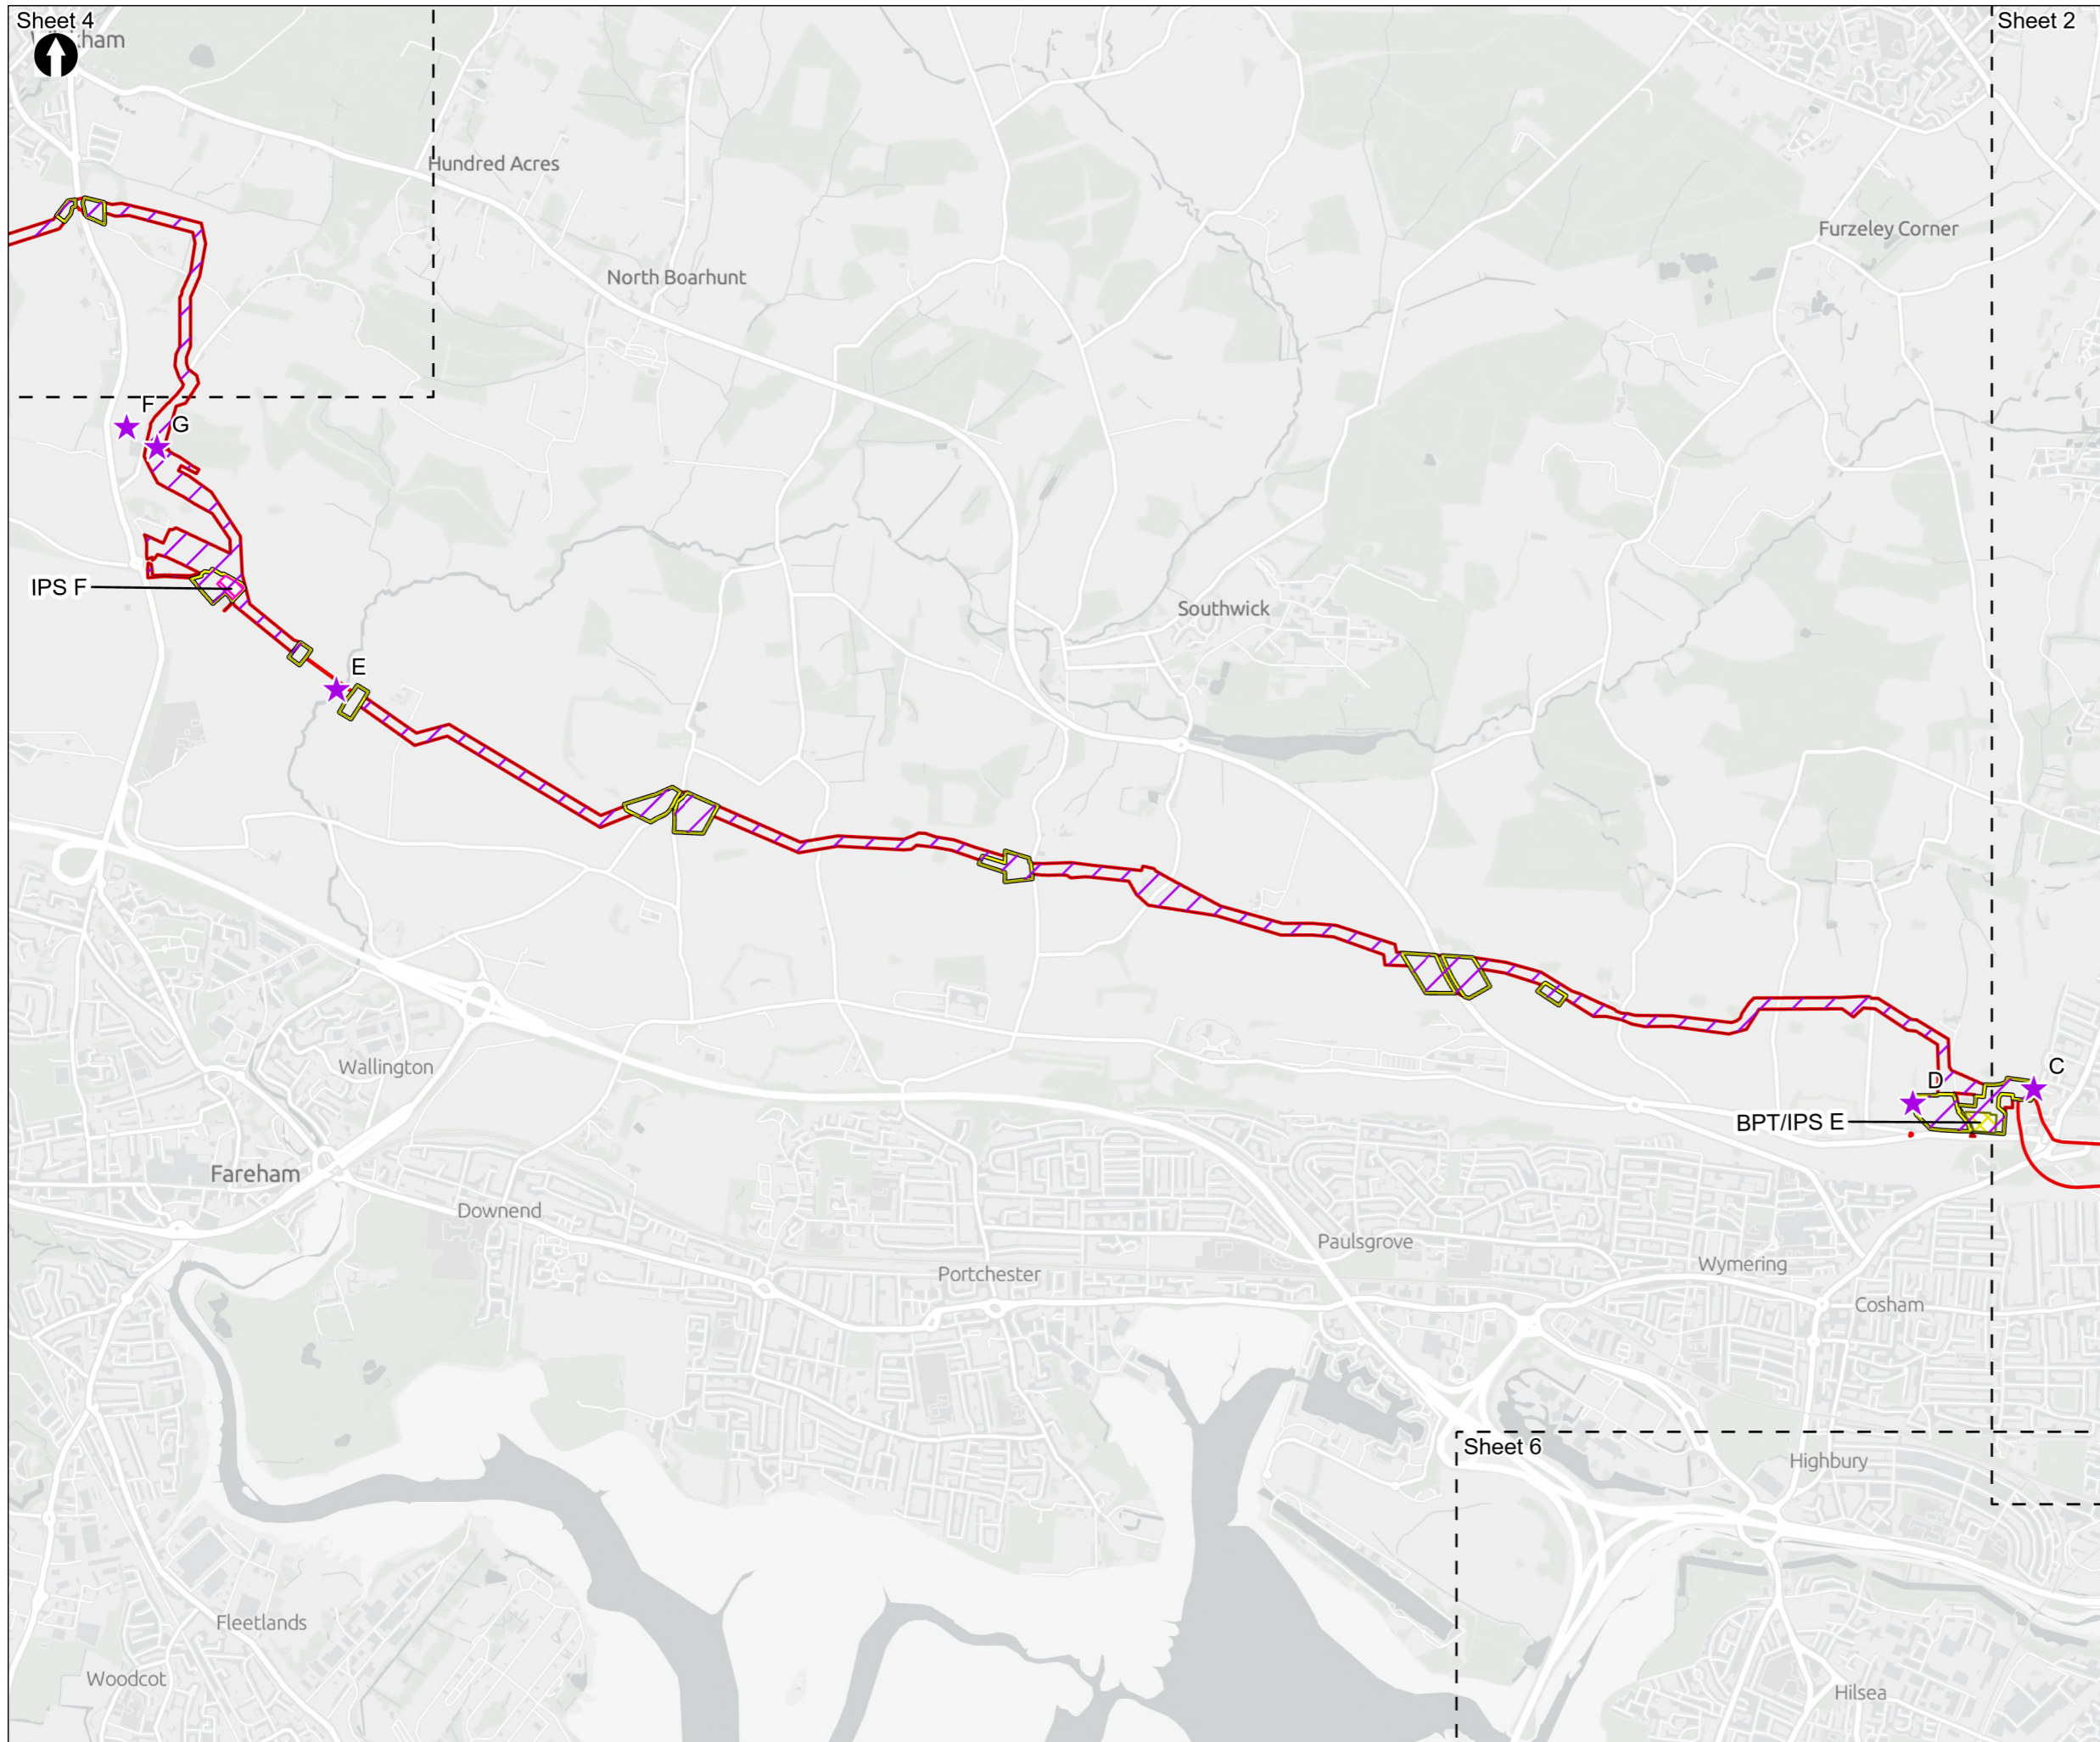 Sheet 4
Sheet 2
Hundred Acres
Furzeley Corner
North Boarhunt
F
G
IPS F
Southwick
E
Wallington
C
D
BPT/IPS E
Fareham
Downend
Paulsgrove
Wymering
Portchester
Cosham
Sheet 6
Highbury
Fleetlands
Woodcot
Hilsea